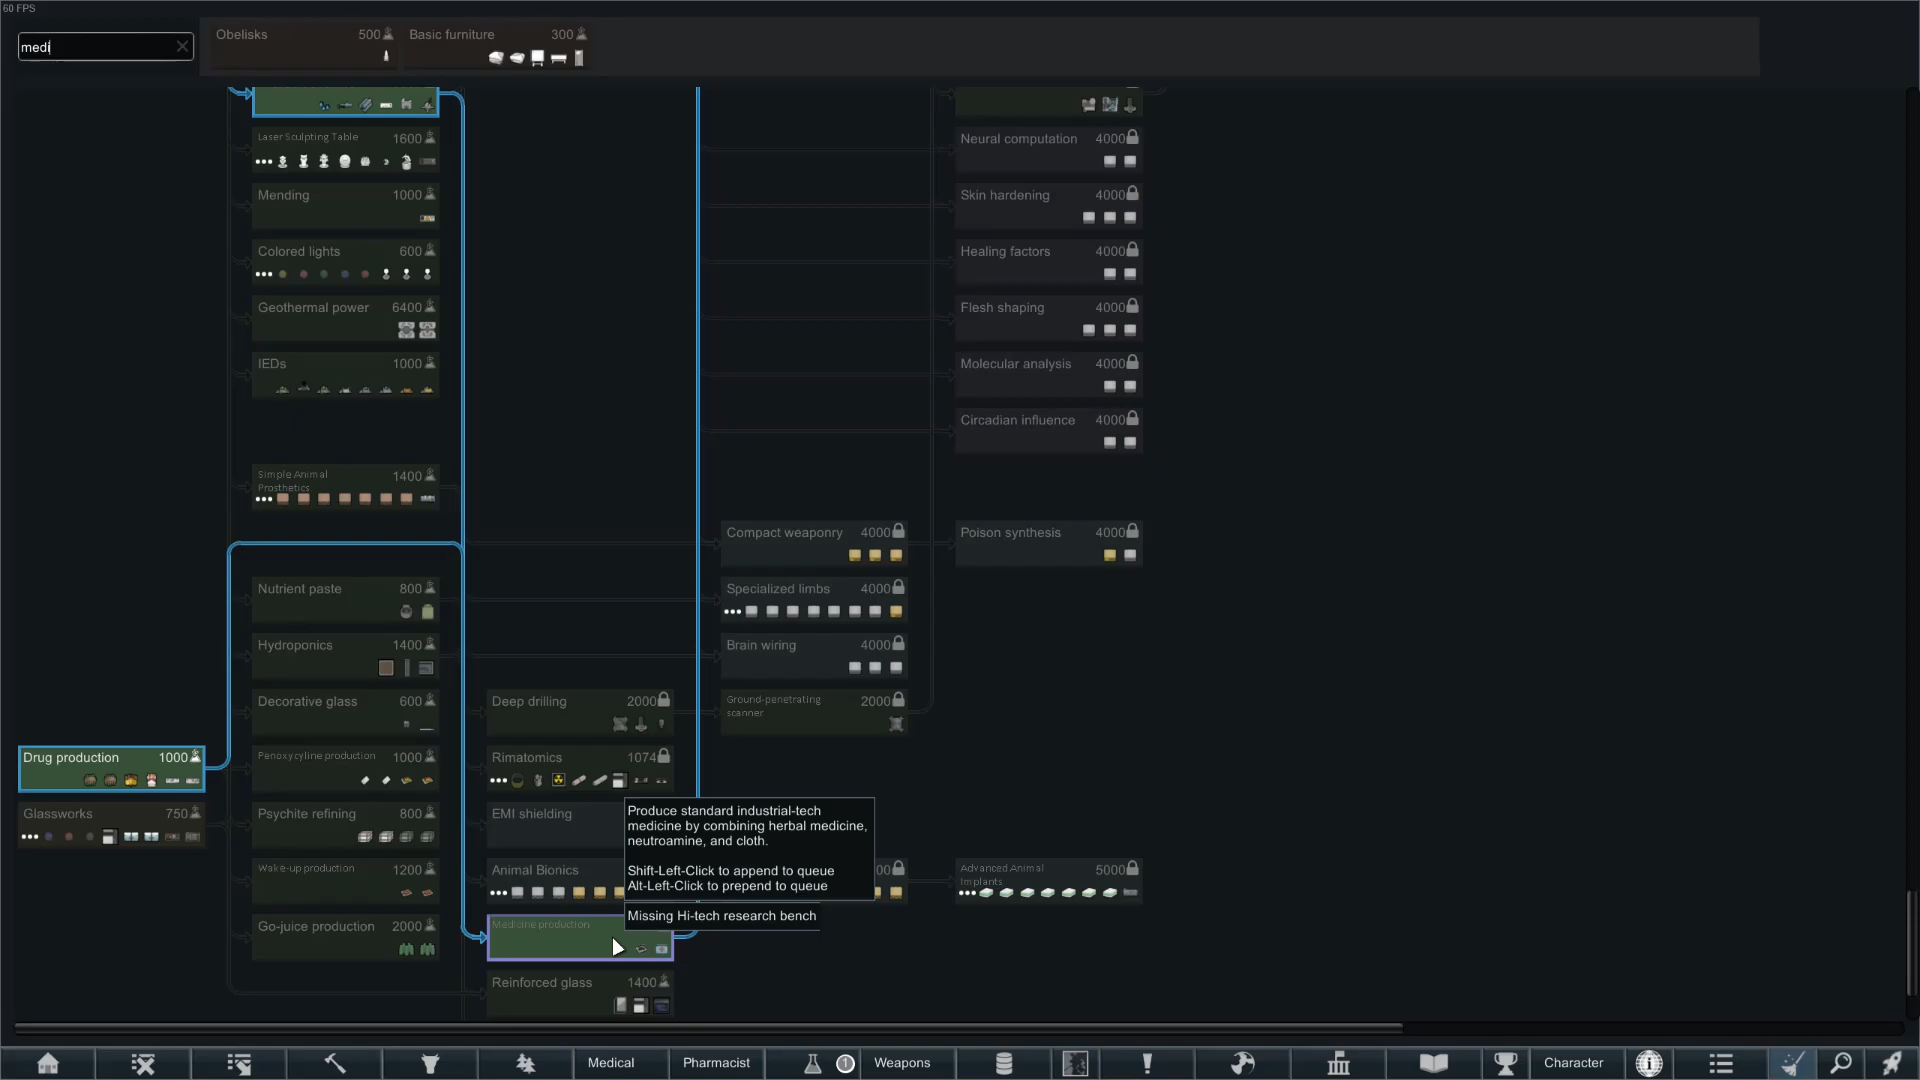 60 FPS
medi
Obelisks 500
Basic furniture 300
Laser Sculpting Table 1600
Neural computation 4000
Mending 1000
Skin hardening 4000
Colored lights 600
Healing factors 4000
Geothermal power 6400
Flesh shaping 4000
IEDs 1000
Molecular analysis 4000
Circadian influence 4000
Simple Animal
Prosthetics 1400
Compact weaponry 4000
Poison synthesis 4000
Nutrient paste 800
Specialized limbs 4000
Hydroponics 1400
Brain wiring 4000
Decorative glass 600
Deep drilling 2000
Ground-penetrating
scanner 2000
Drug production 1000
Penoxycyline production 1000
Rimatomics 1074
Glassworks 750
Psychite refining 800
EMI shielding
Produce standard industrial-tech
medicine by combining herbal medicine,
neutroamine, and cloth.
Shift-Left-Click to append to queue
Alt-Left-Click to prepend to queue
Missing Hi-tech research bench
Wake-up production 1200
Animal Bionics
Advanced Animal
Implants 5000
Go-juice production 2000
Medicine production
Reinforced glass 1400
Medical Pharmacist 1 Weapons Character